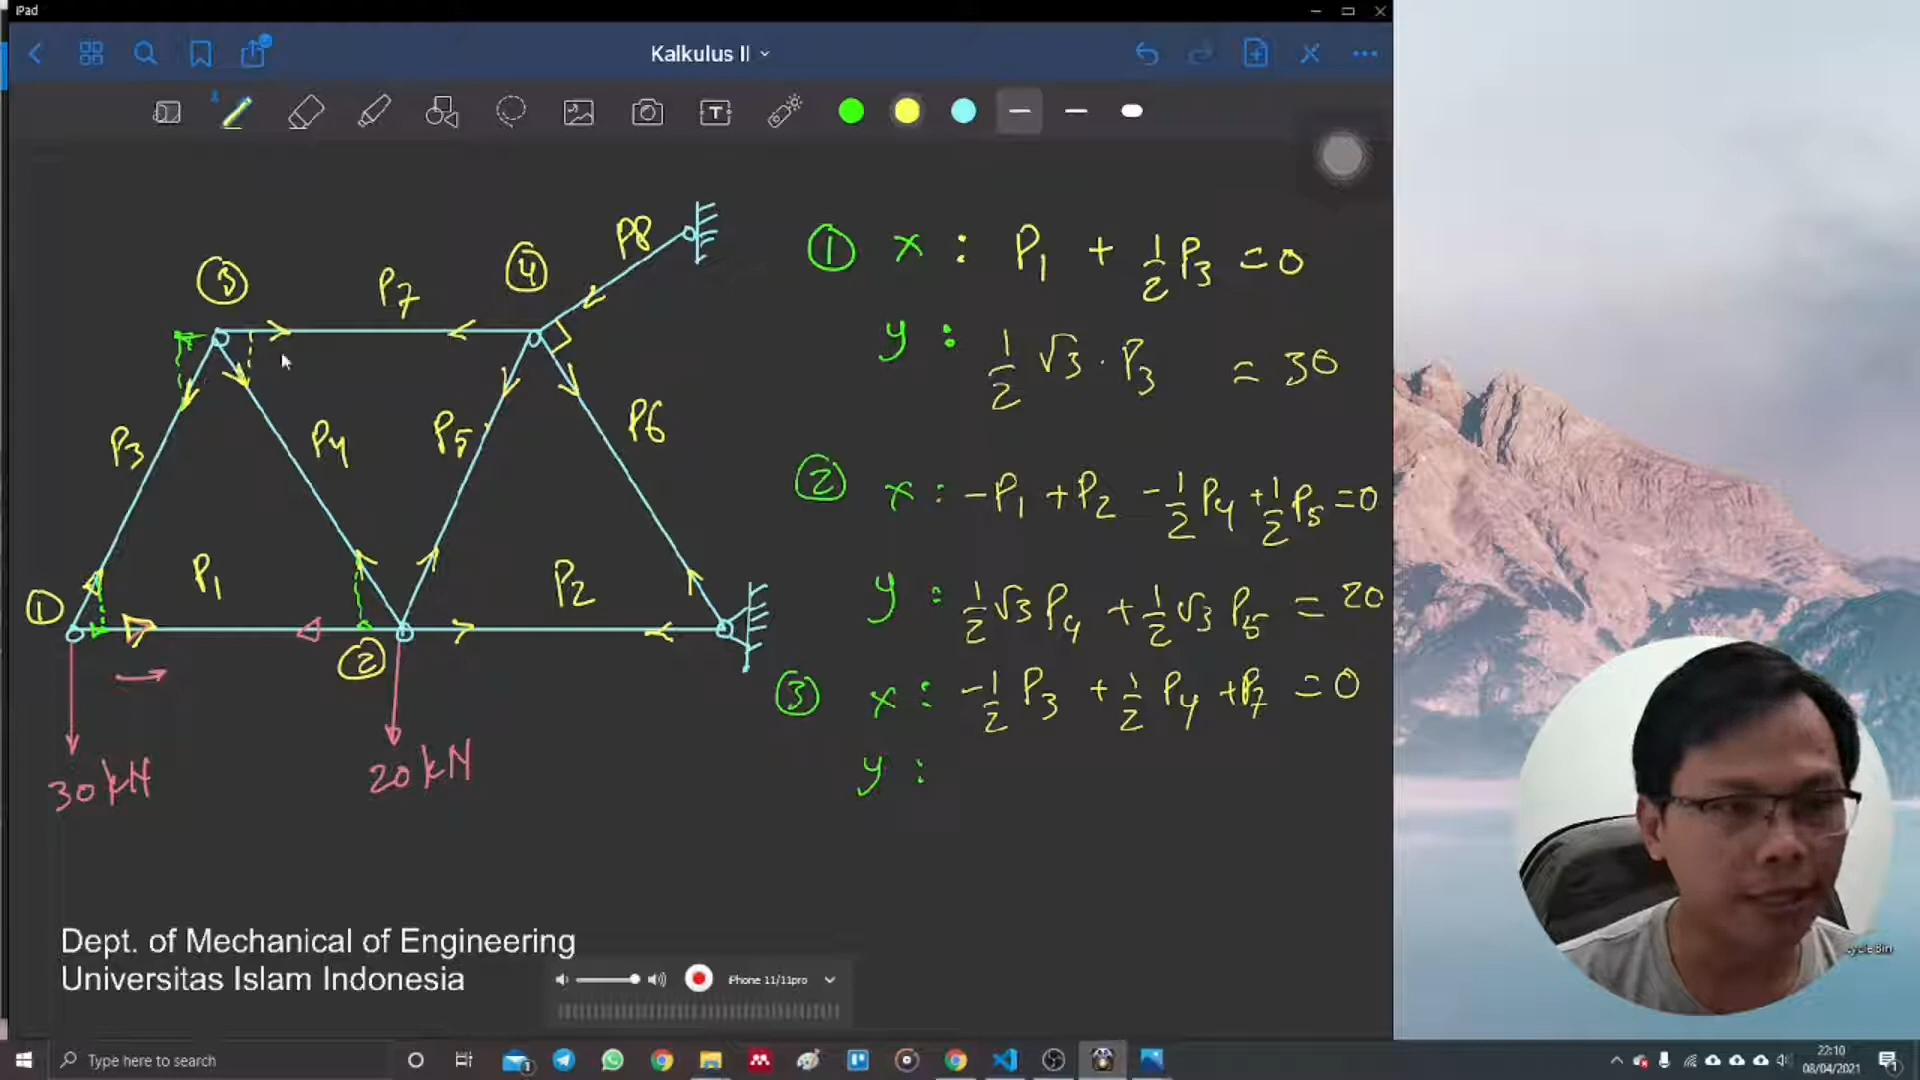 iPad
Kalkulus II
T
P8
③
④
P7
P3
P4
P5
P6
①
P1
P2
②
30 kN
20 kN
① x : P1 + 1/2 P3 = 0
y : 1/2 √3 . P3 = 30
② x : -P1 + P2 - 1/2 P4 + 1/2 P5 = 0
y : 1/2 √3 P4 + 1/2 √3 P5 = 20
③ x : -1/2 P3 + 1/2 P4 + P7 = 0
y :
Dept. of Mechanical of Engineering
Universitas Islam Indonesia
iPhone 11/11pro
cycle Bin
Type here to search
22:10
08/04/2021